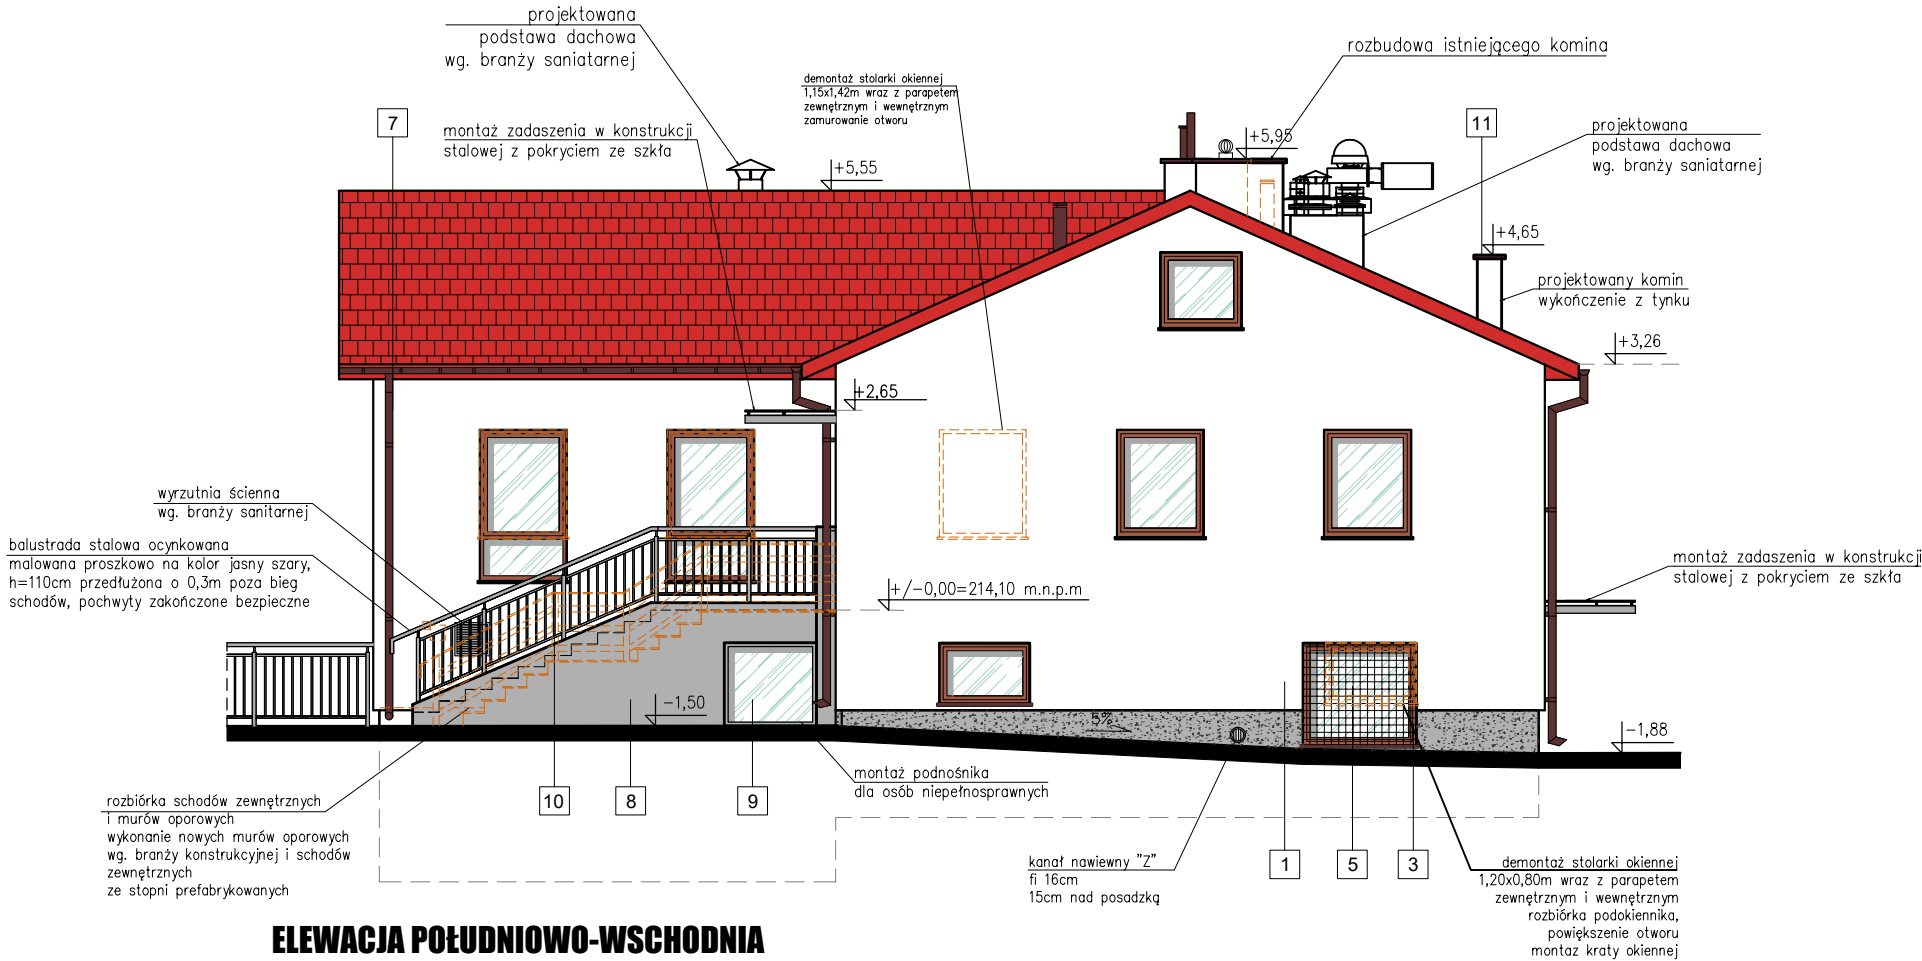 projektowana
podstawa dachowa
wg. branży saniatarnej
demontaż stolarki okiennej
1,15x1,42m wraz z parapetem
zewnętrznym i wewnętrznym
zamurowanie otworu
rozbudowa istniejącego komina
7
montaż zadaszenia w konstrukcji
stalowej z pokryciem ze szkła
+5,55
+5,95
11
projektowana
podstawa dachowa
wg. branży saniatarnej
+4,65
projektowany komin
wykończenie z tynku
+3,26
+2,65
wyrzutnia ścienna
wg. branży sanitarnej
balustrada stalowa ocynkowana
malowana proszkowo na kolor jasny szary,
h=110cm przedłużona o 0,3m poza bieg
schodów, pochwyty zakończone bezpieczne
montaż zadaszenia w konstrukcji
stalowej z pokryciem ze szkła
+/-0,00=214,10 m.n.p.m
-1,50
5%
-1,88
montaż podnośnika
dla osób niepełnosprawnych
10
8
9
rozbiórka schodów zewnętrznych
i murów oporowych
wykonanie nowych murów oporowych
wg. branży konstrukcyjnej i schodów
zewnętrznych
ze stopni prefabrykowanych
kanał nawiewny "Z"
fi 16cm
15cm nad posadzką
1
5
3
demontaż stolarki okiennej
1,20x0,80m wraz z parapetem
zewnętrznym i wewnętrznym
rozbiórka podokiennika,
powiększenie otworu
montaz kraty okiennej
ELEWACJA POŁUDNIOWO-WSCHODNIA